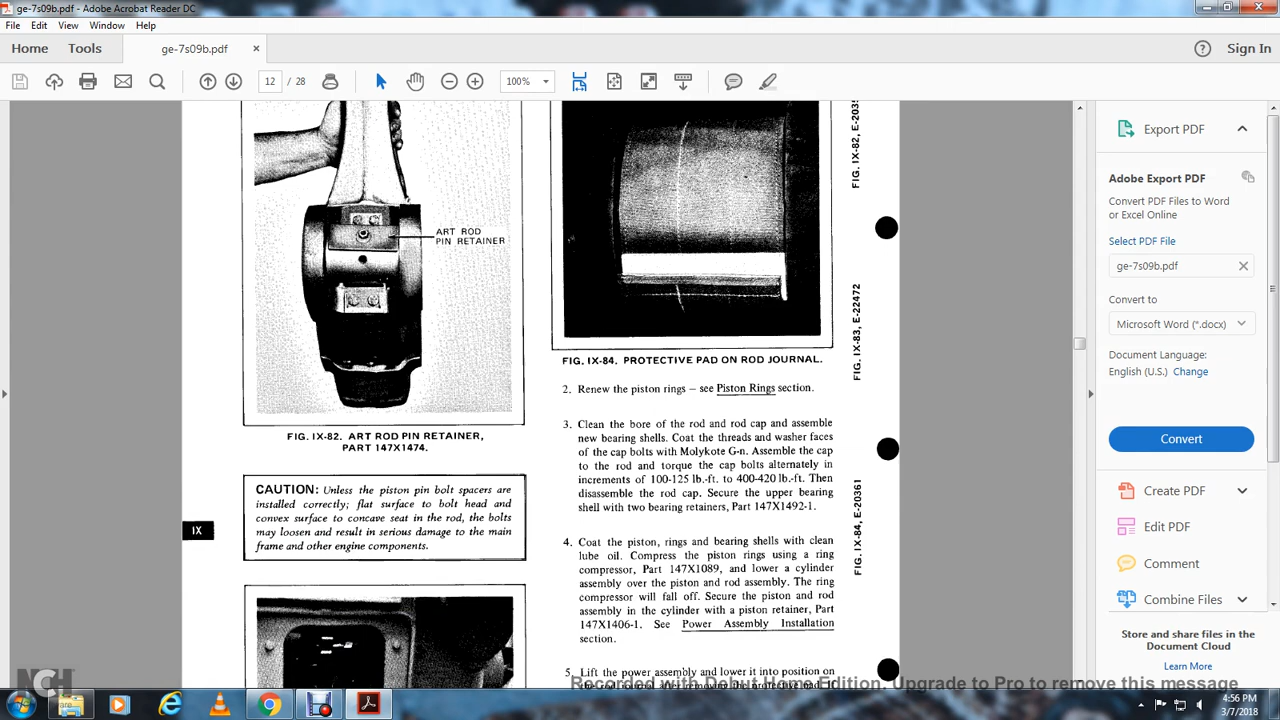 ge-7s09b.pdf - Adobe Acrobat Reader DC
File Edit View Window Help
Home Tools ge-7s09b.pdf × Sign In
12 / 28 100%
ART ROD
PIN RETAINER
FIG. IX-82. ART ROD PIN RETAINER,
PART 147X1474.
CAUTION: Unless the piston pin bolt spacers are
installed correctly; flat surface to bolt head and
convex surface to concave seat in the rod, the bolts
may loosen and result in serious damage to the main
frame and other engine components.
IX
FIG. IX-84. PROTECTIVE PAD ON ROD JOURNAL.
2. Renew the piston rings – see Piston Rings section.
3. Clean the bore of the rod and rod cap and assemble
new bearing shells. Coat the threads and washer faces
of the cap bolts with Molykote G-n. Assemble the cap
to the rod and torque the cap bolts alternately in
increments of 100-125 lb.-ft. to 400-420 lb.-ft. Then
disassemble the rod cap. Secure the upper bearing
shell with two bearing retainers, Part 147X1492-1.
4. Coat the piston, rings and bearing shells with clean
lube oil. Compress the piston rings using a ring
compressor, Part 147X1089, and lower a cylinder
assembly over the piston and rod assembly. The ring
compressor will fall off. Secure the piston and rod
assembly in the cylinder with a piston retainer, Part
147X1406-1. See Power Assembly Installation
section.
5. Lift the power assembly and lower it into position on
FIG. IX-82, E-2035
FIG. IX-83, E-22472
FIG. IX-84, E-20361
Export PDF
Adobe Export PDF
Convert PDF Files to Word
or Excel Online
Select PDF File
ge-7s09b.pdf
Convert to
Microsoft Word (*.docx)
Document Language:
English (U.S.) Change
Convert
Create PDF
Edit PDF
Comment
Combine Files
Store and share files in the
Document Cloud
Learn More
NCH
Recorded with Debut Home Edition. Upgrade to Pro to remove this message
4:56 PM
3/7/2018